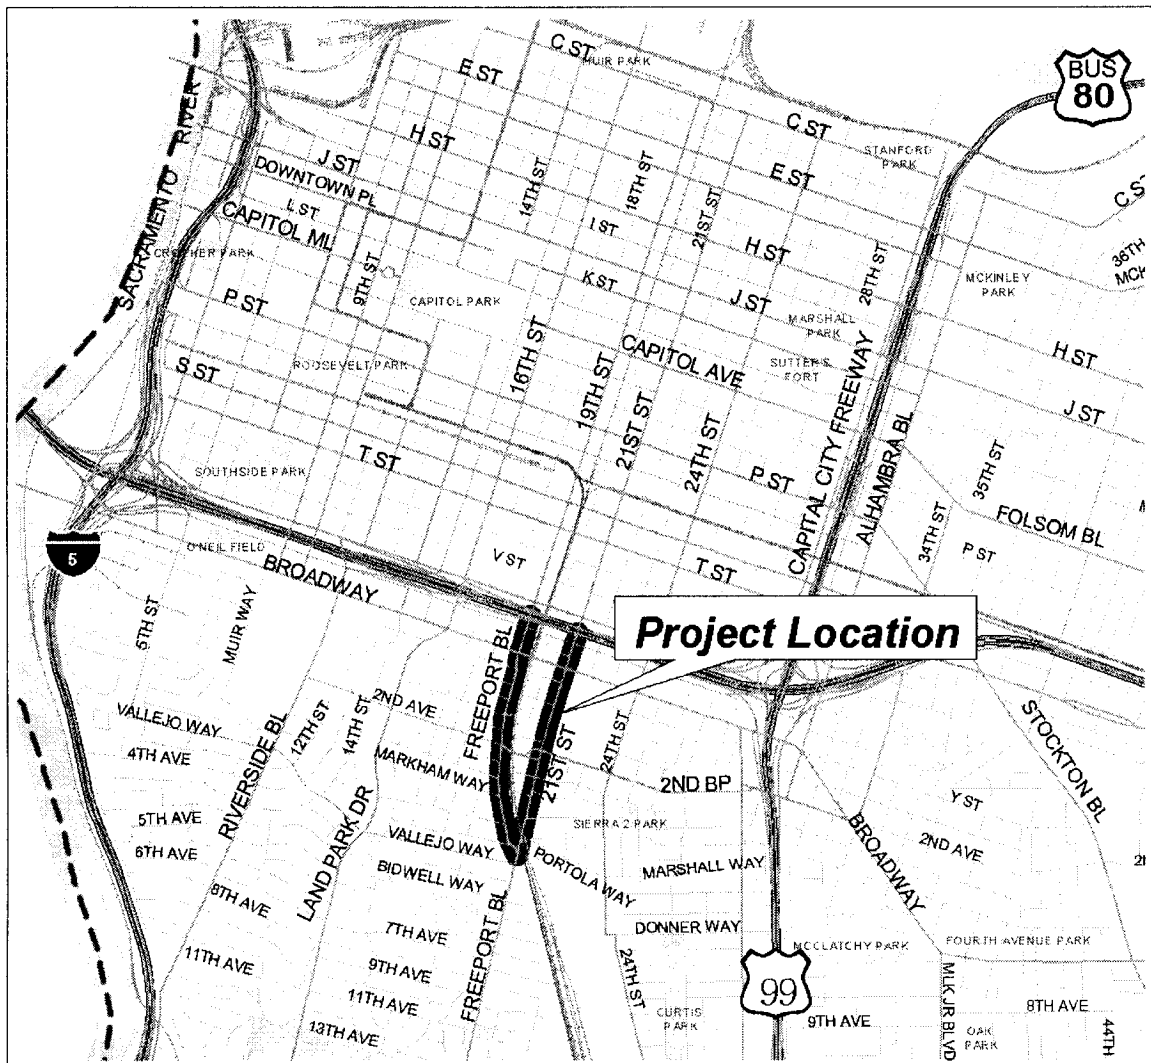 C ST
MUIR PARK
E ST
BUS
80
SACRAMENTO RIVER
H ST
C ST
STANFORD
PARK
J ST
DOWNTOWN PL
14TH ST
18TH ST
E ST
L ST
CAPITOL ML
21ST ST
I ST
C ST
H ST
28TH ST
36TH
MCK
MCKINLEY
PARK
9TH ST
K ST
CAPITOL PARK
J ST
MARSHALL
PARK
P ST
CAPITOL AVE
SUTTER'S
FORT
H ST
ROOSEVELT PARK
16TH ST
19TH ST
J ST
S ST
21ST ST
24TH ST
CAPITAL CITY FREEWAY
ALHAMBRA BL
35TH ST
T ST
P ST
FOLSOM BL
SOUTHSIDE PARK
34TH ST
P ST
5
O'NEIL FIELD
BROADWAY
V ST
T ST
5TH ST
MUIR WAY
FREEPORT BL
Project Location
VALLEJO WAY
RIVERSIDE BL
12TH ST
14TH ST
2ND AVE
21ST ST
24TH ST
STOCKTON BL
4TH AVE
MARKHAM WAY
2ND BP
Y ST
5TH AVE
LAND PARK DR
SIERRA 2 PARK
BROADWAY
2ND AVE
6TH AVE
VALLEJO WAY
PORTOLA WAY
MARSHALL WAY
BIDWELL WAY
8TH AVE
FREEPORT BL
7TH AVE
DONNER WAY
MCCLATCHY PARK
FOURTH AVENUE PARK
11TH AVE
9TH AVE
24TH ST
99
MLK JR BLVD
11TH AVE
CURTIS
PARK
9TH AVE
8TH AVE
13TH AVE
OAK
PARK
44TH